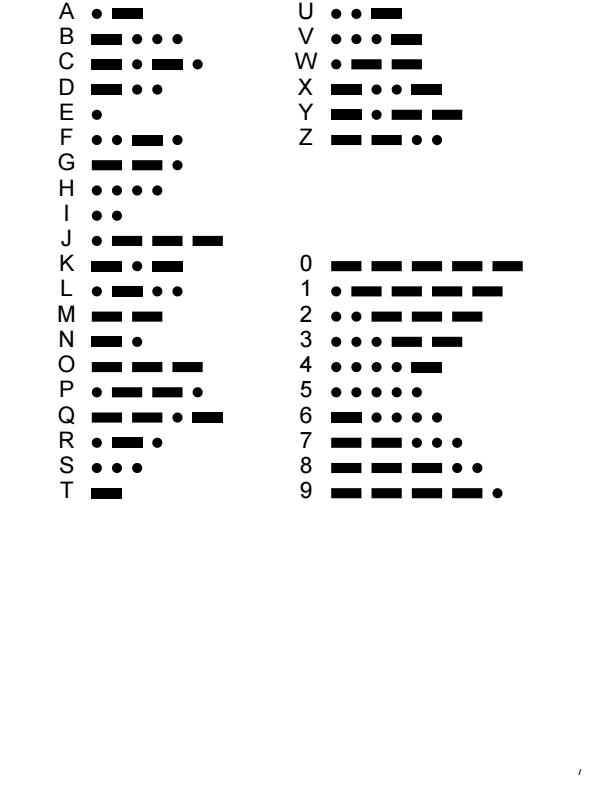 A • —
B — • • •
C — • — •
D — • •
E •
F • • — •
G — — •
H • • • •
I • •
J • — — —
K — • —
L • — • •
M — —
N — •
O — — —
P • — — •
Q — — • —
R • — •
S • • •
T —
U • • —
V • • • —
W • — —
X — • • —
Y — • — —
Z — — • •
0 — — — — —
1 • — — — —
2 • • — — —
3 • • • — —
4 • • • • —
5 • • • • •
6 — • • • •
7 — — • • •
8 — — — • •
9 — — — — •